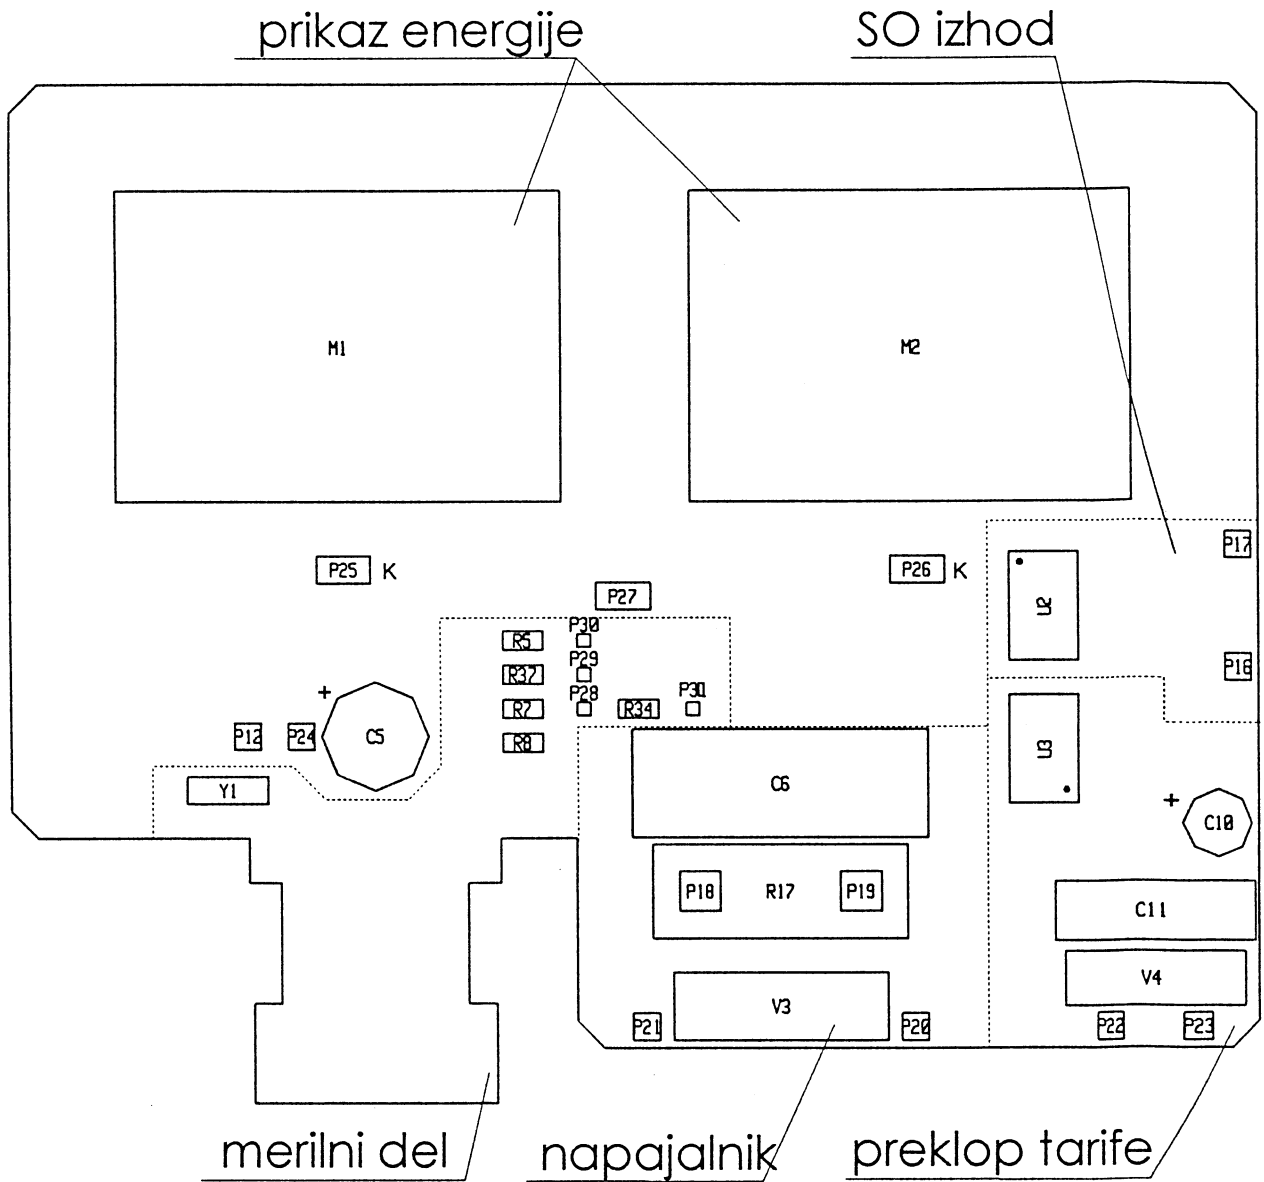 prikaz energije
SO izhod
M1
M2
P17
P25 K
P26 K
P27
U2
P30
R5
P29
R37
P16
P28
P31
R7
R34
+
P12
P24
C5
R8
U3
Y1
C6
+
C10
P18
R17
P19
C11
V4
V3
P21
P20
P22
P23
merilni del
napajalnik
preklop tarife